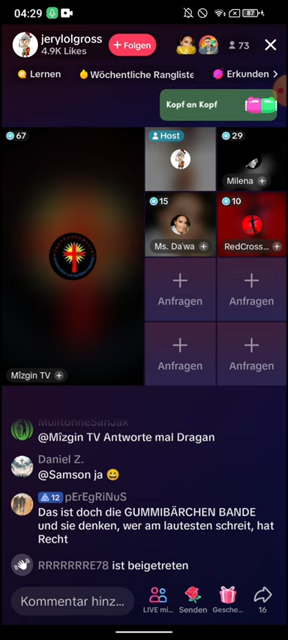 04:29
jerylolgross
4.9K Likes
+ Folgen
73
Lernen
Wöchentliche Rangliste
Erkunden
Kopf an Kopf
67
Host
29
Milena
15
10
Ms. Da'wa
RedCross...
Anfragen
Anfragen
Anfragen
Anfragen
Mîzgin TV
MulltonneSanJak
@Mîzgin TV Antworte mal Dragan
Daniel Z.
@Samson ja 😀
12 pErEgRiNuS
Das ist doch die GUMMIBÄRCHEN BANDE
und sie denken, wer am lautesten schreit, hat
Recht
RRRRRRRE78 ist beigetreten
Kommentar hinz...
LIVE mi...
Senden
Gesche...
16